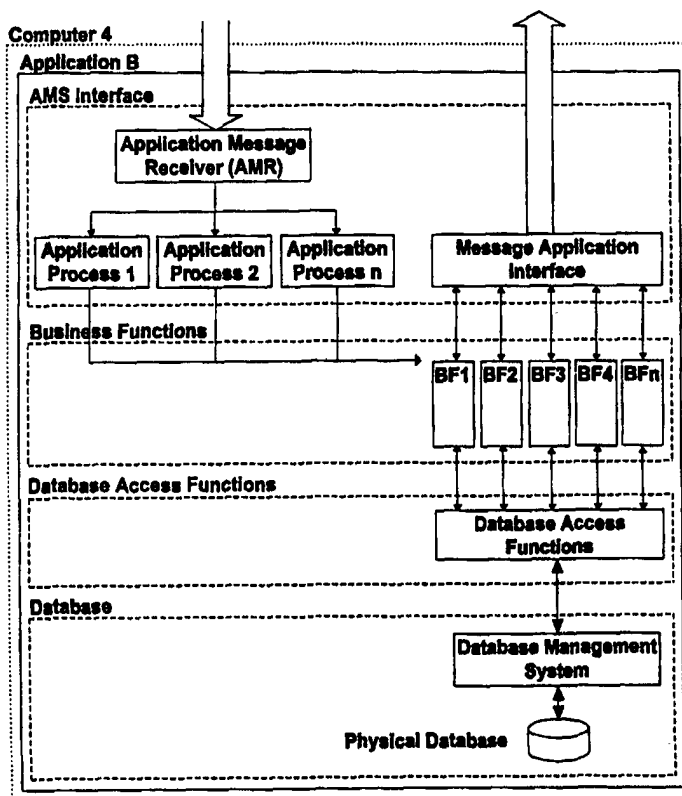 Computer 4
Application B
AMS Interface
Application Message
Receiver (AMR)
Application
Process 1
Application
Process 2
Application
Process n
Message Application
Interface
Business Functions
BF1
BF2
BF3
BF4
BFn
Database Access Functions
Database Access
Functions
Database
Database Management
System
Physical Database